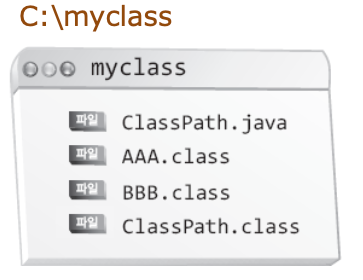 C:\myclass
myclass
파일 ClassPath.java
파일 AAA.class
파일 BBB.class
파일 ClassPath.class